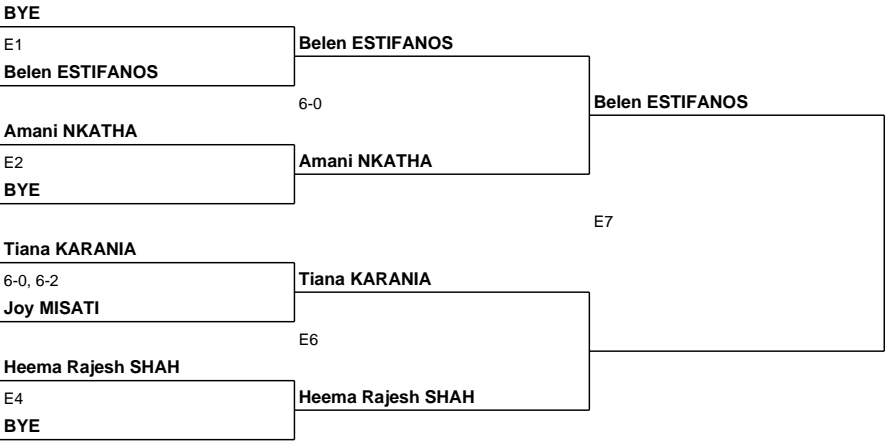 BYE
E1
Belen ESTIFANOS
Belen ESTIFANOS
6-0
Belen ESTIFANOS
Amani NKATHA
E2
Amani NKATHA
BYE
E7
Tiana KARANIA
6-0, 6-2
Tiana KARANIA
Joy MISATI
E6
Heema Rajesh SHAH
E4
Heema Rajesh SHAH
BYE